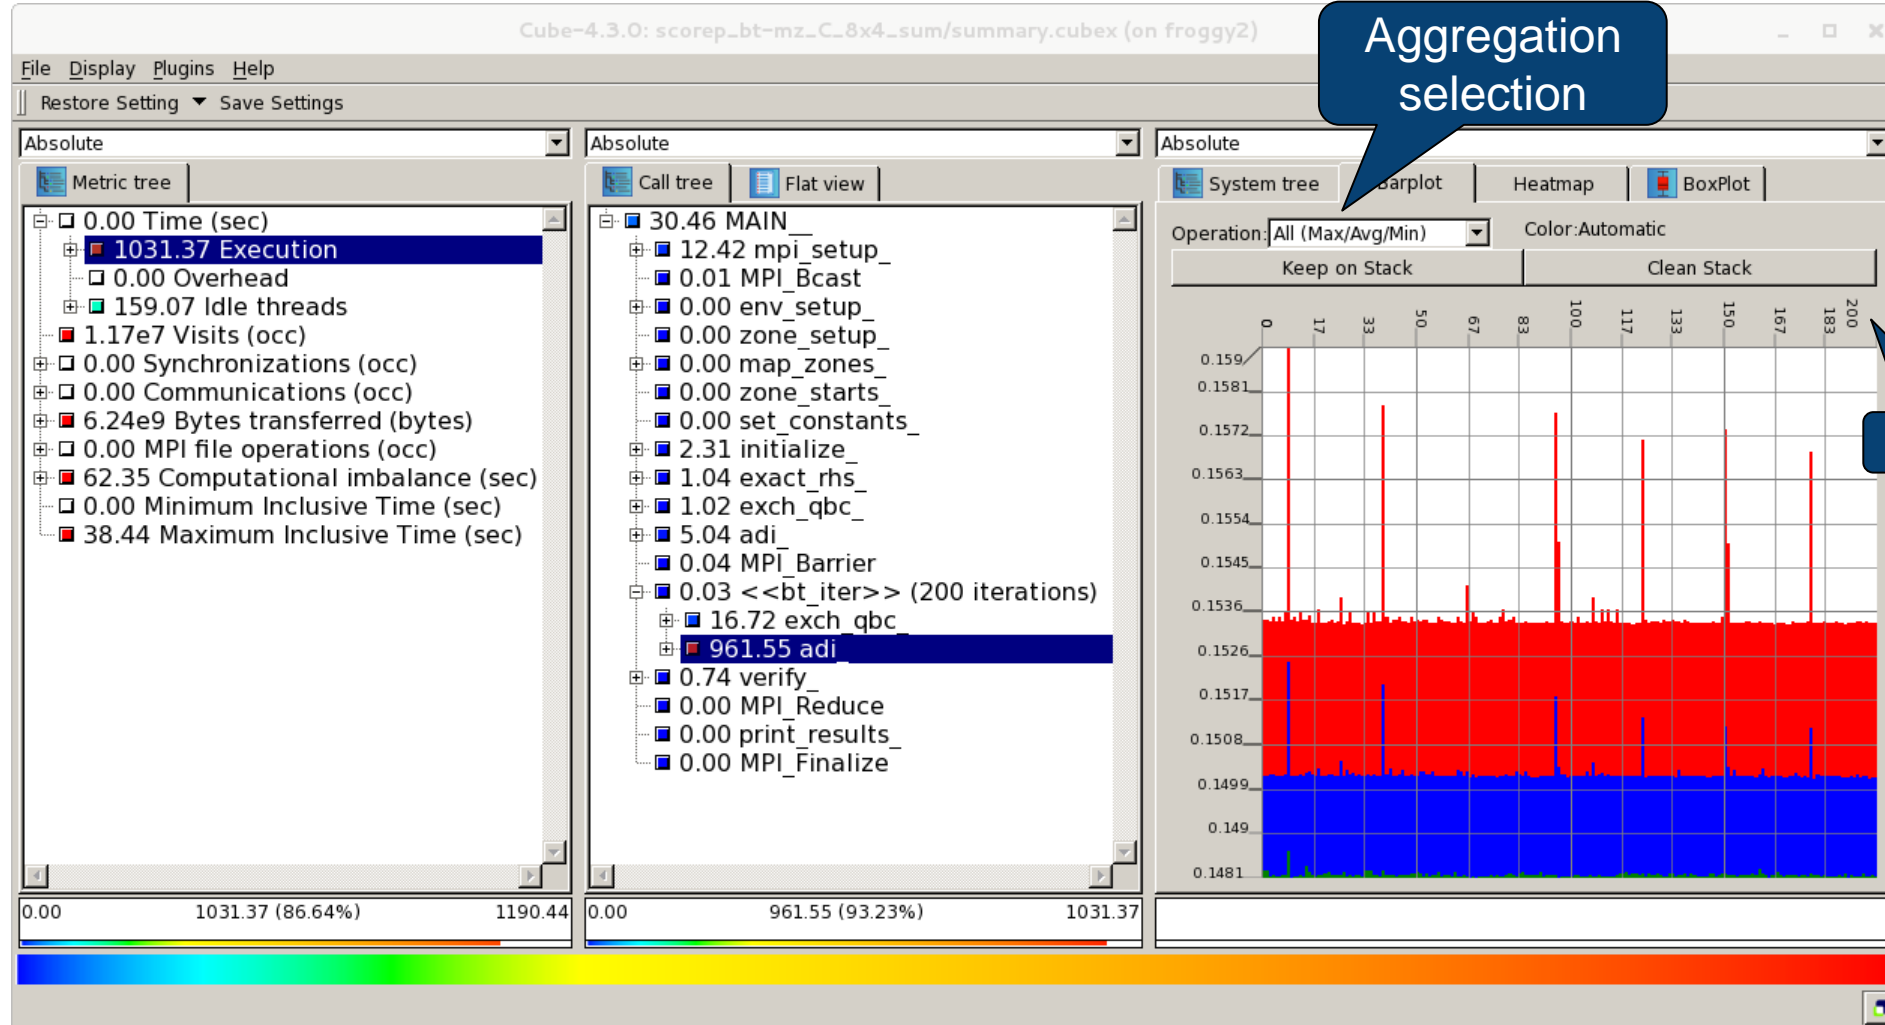 Cube-4.3.0: scorep_bt-mz_C_8x4_sum/summary.cubex (on froggy2)
Aggregation
selection
File Display Plugins Help
Restore Setting Save Settings
Absolute
Metric tree
0.00 Time (sec)
1031.37 Execution
0.00 Overhead
159.07 Idle threads
1.17e7 Visits (occ)
0.00 Synchronizations (occ)
0.00 Communications (occ)
6.24e9 Bytes transferred (bytes)
0.00 MPI file operations (occ)
62.35 Computational imbalance (sec)
0.00 Minimum Inclusive Time (sec)
38.44 Maximum Inclusive Time (sec)
0.00 1031.37 (86.64%) 1190.44
Absolute
Call tree Flat view
30.46 MAIN__
12.42 mpi_setup_
0.01 MPI_Bcast
0.00 env_setup_
0.00 zone_setup_
0.00 map_zones_
0.00 zone_starts_
0.00 set_constants_
2.31 initialize_
1.04 exact_rhs_
1.02 exch_qbc_
5.04 adi_
0.04 MPI_Barrier
0.03 <<bt_iter>> (200 iterations)
16.72 exch_qbc_
961.55 adi_
0.74 verify_
0.00 MPI_Reduce
0.00 print_results_
0.00 MPI_Finalize
0.00 961.55 (93.23%) 1031.37
Absolute
System tree Barplot Heatmap BoxPlot
Operation: All (Max/Avg/Min) Color:Automatic
Keep on Stack Clean Stack
0 17 33 50 67 83 100 117 133 150 167 183 200
0.159
0.1581
0.1572
0.1563
0.1554
0.1545
0.1536
0.1526
0.1517
0.1508
0.1499
0.149
0.1481